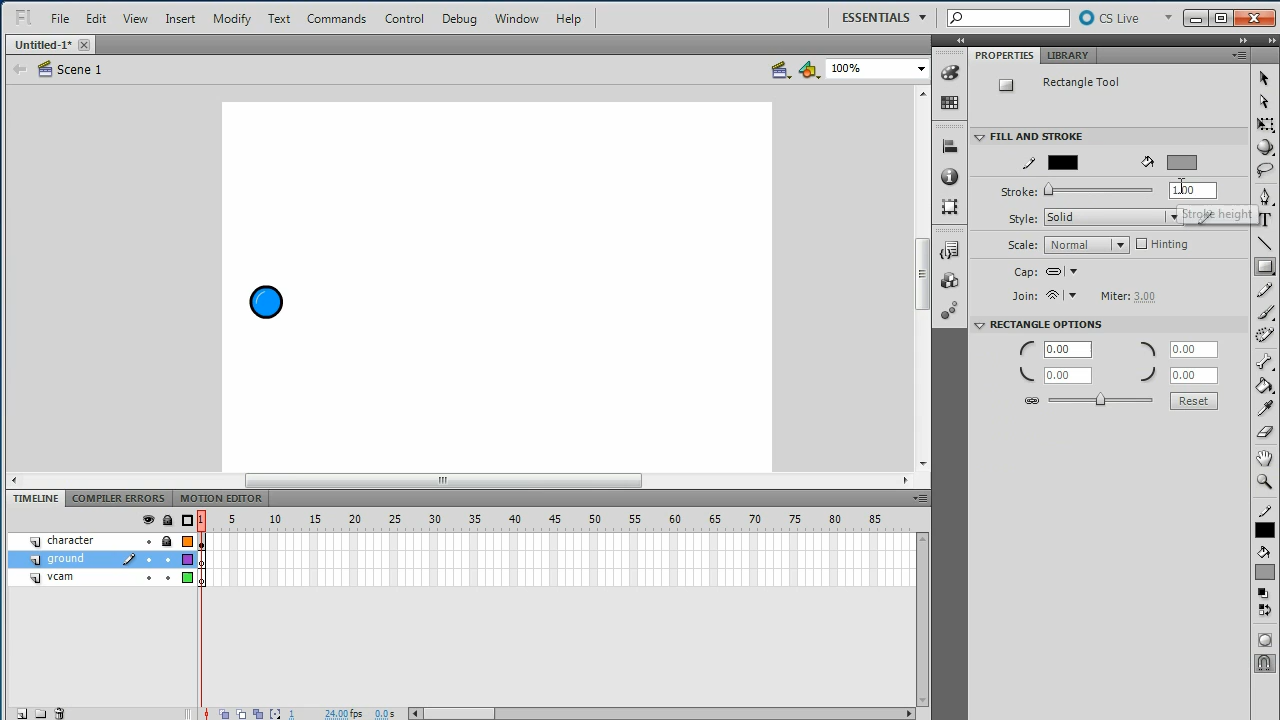 Fl File Edit View Insert Modify Text Commands Control Debug Window Help ESSENTIALS CS Live
Untitled-1*
PROPERTIES LIBRARY
Scene 1 100%
Rectangle Tool
FILL AND STROKE
Stroke: 1.00
Style: Solid
Stroke height
Scale: Normal Hinting
Cap:
Join: Miter: 3.00
RECTANGLE OPTIONS
0.00 0.00
0.00 0.00
Reset
TIMELINE COMPILER ERRORS MOTION EDITOR
1 5 10 15 20 25 30 35 40 45 50 55 60 65 70 75 80 85
character
ground
vcam
1 24.00fps 0.0s